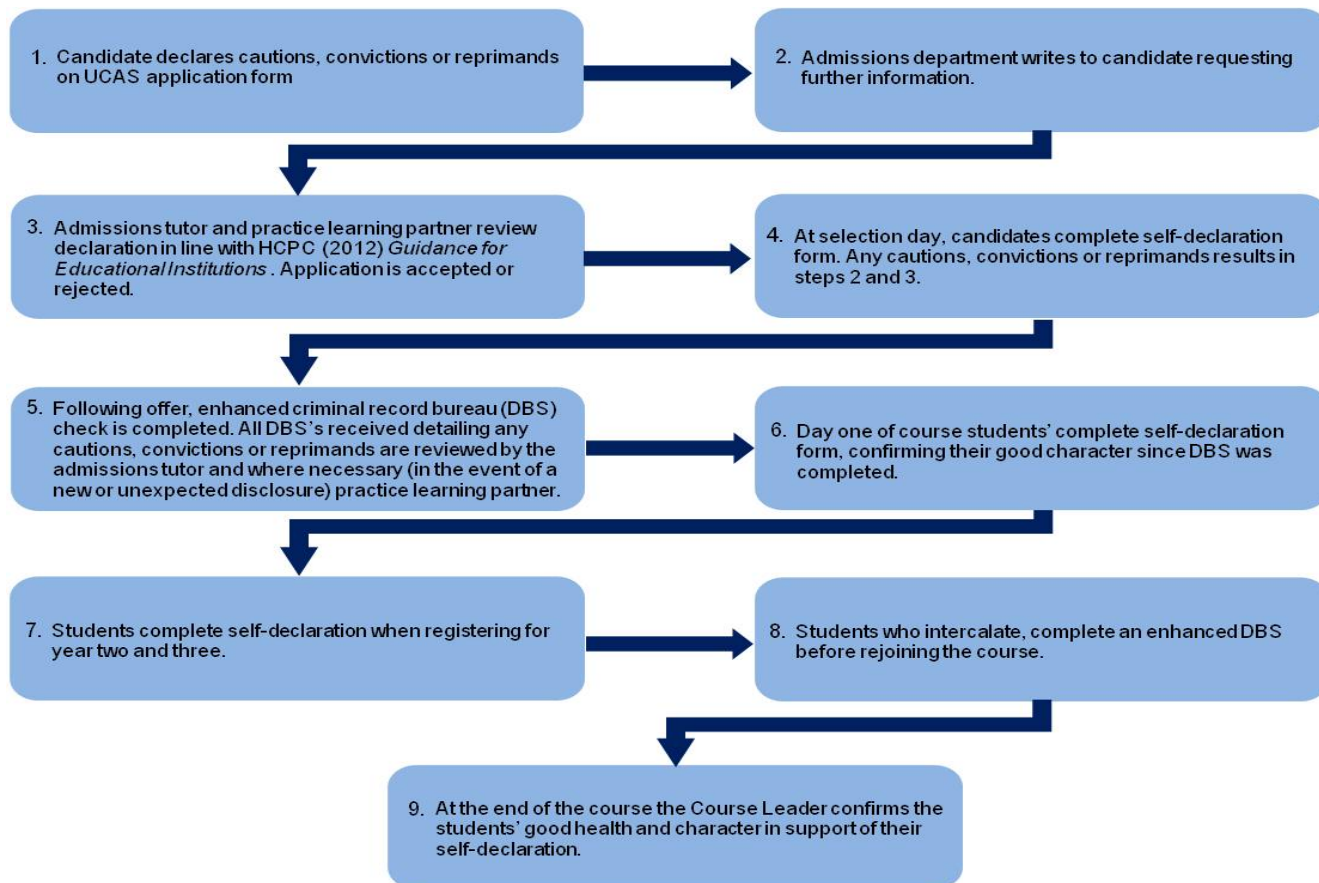 1. Candidate declares cautions, convictions or reprimands
on UCAS application form
2. Admissions department writes to candidate requesting
further information.
3. Admissions tutor and practice learning partner review
declaration in line with HCPC (2012) Guidance for
Educational Institutions . Application is accepted or
rejected.
4. At selection day, candidates complete self-declaration
form. Any cautions, convictions or reprimands results in
steps 2 and 3.
5. Following offer, enhanced criminal record bureau (DBS)
check is completed. All DBS's received detailing any
cautions, convictions or reprimands are reviewed by the
admissions tutor and where necessary (in the event of a
new or unexpected disclosure) practice learning partner.
6. Day one of course students' complete self-declaration
form, confirming their good character since DBS was
completed.
7. Students complete self-declaration when registering for
year two and three.
8. Students who intercalate, complete an enhanced DBS
before rejoining the course.
9. At the end of the course the Course Leader confirms the
students' good health and character in support of their
self-declaration.